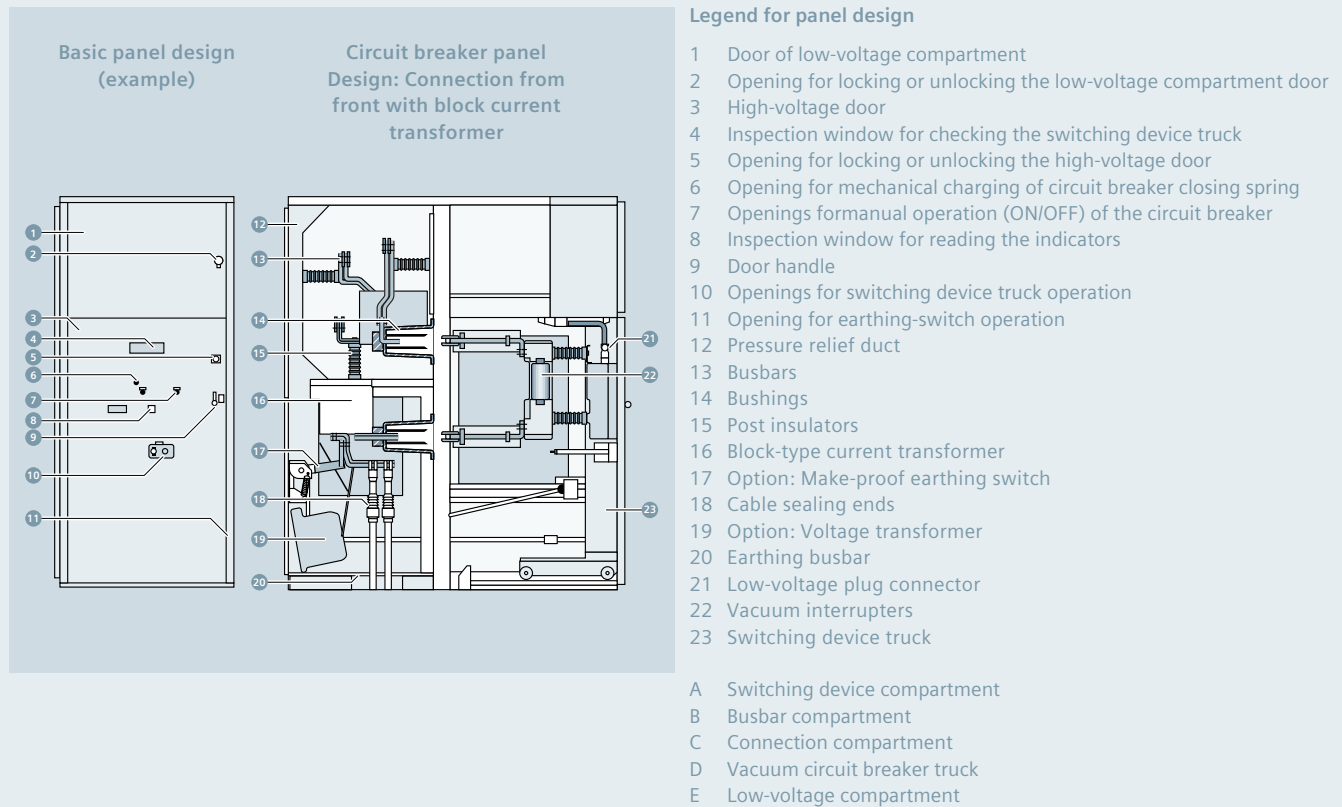 Basic panel design
(example)
Circuit breaker panel
Design: Connection from
front with block current
transformer
1
2
3
4
5
6
7
8
9
10
11
12
13
14
15
16
17
18
19
20
21
22
23
Legend for panel design
1 Door of low-voltage compartment
2 Opening for locking or unlocking the low-voltage compartment door
3 High-voltage door
4 Inspection window for checking the switching device truck
5 Opening for locking or unlocking the high-voltage door
6 Opening for mechanical charging of circuit breaker closing spring
7 Openings formanual operation (ON/OFF) of the circuit breaker
8 Inspection window for reading the indicators
9 Door handle
10 Openings for switching device truck operation
11 Opening for earthing-switch operation
12 Pressure relief duct
13 Busbars
14 Bushings
15 Post insulators
16 Block-type current transformer
17 Option: Make-proof earthing switch
18 Cable sealing ends
19 Option: Voltage transformer
20 Earthing busbar
21 Low-voltage plug connector
22 Vacuum interrupters
23 Switching device truck
A Switching device compartment
B Busbar compartment
C Connection compartment
D Vacuum circuit breaker truck
E Low-voltage compartment